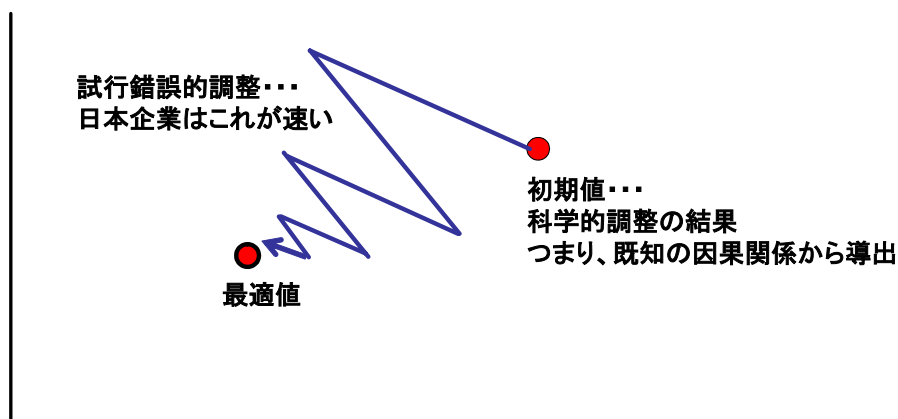 試行錯誤的調整・・・
日本企業はこれが速い
初期値・・・
科学的調整の結果
つまり、既知の因果関係から導出
最適値